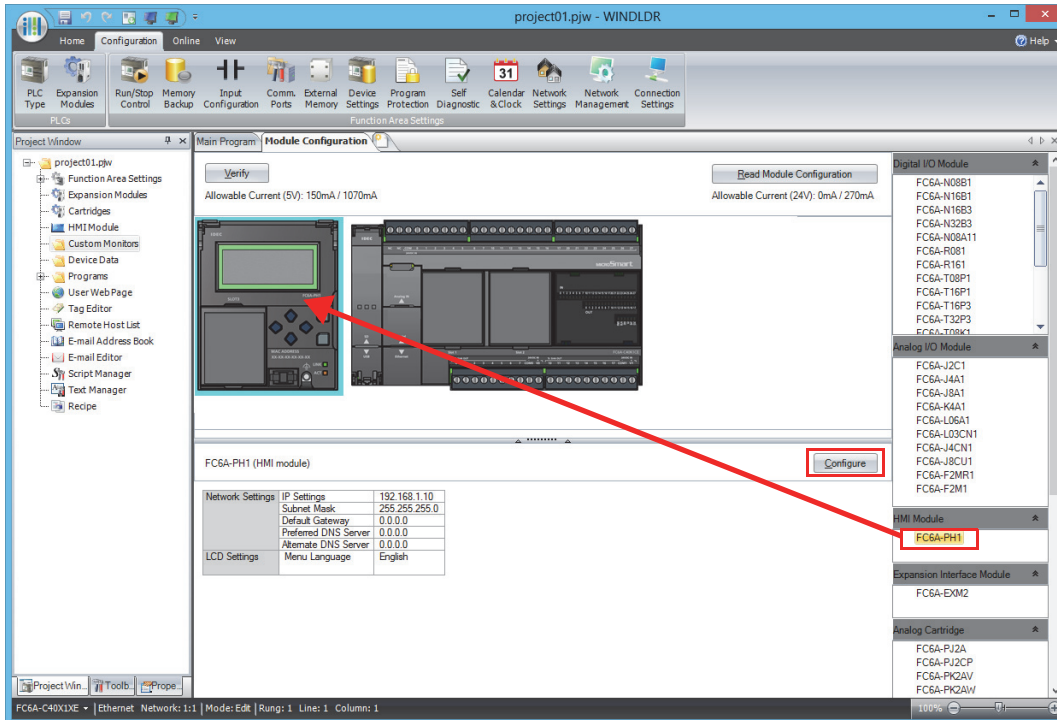 project01.pjw - WINDLDR
Home Configuration Online View Help
PLC Type
Expansion Modules
Run/Stop Control
Memory Backup
Input Configuration
Comm. Ports
External Memory
Device Settings
Program Protection
Self Diagnostic
31
Calendar & Clock
Network Settings
Network Management
Connection Settings
PLCs
Function Area Settings
Project Window
Main Program Module Configuration
project01.pjw
Function Area Settings
Expansion Modules
Cartridges
HMI Module
Custom Monitors
Device Data
Programs
User Web Page
Tag Editor
Remote Host List
E-mail Address Book
E-mail Editor
Script Manager
Text Manager
Recipe
Project Win...
Toolb...
Prope...
Verify
Read Module Configuration
Allowable Current (5V): 150mA / 1070mA
Allowable Current (24V): 0mA / 270mA
FC6A-PH1 (HMI module)
Configure
Network Settings IP Settings 192.168.1.10
Subnet Mask 255.255.255.0
Default Gateway 0.0.0.0
Preferred DNS Server 0.0.0.0
Alternate DNS Server 0.0.0.0
LCD Settings Menu Language English
Digital I/O Module
FC6A-N08B1
FC6A-N16B1
FC6A-N16B3
FC6A-N32B3
FC6A-N08A11
FC6A-R081
FC6A-R161
FC6A-T08P1
FC6A-T16P1
FC6A-T16P3
FC6A-T32P3
FC6A-T08K1
Analog I/O Module
FC6A-J2C1
FC6A-J4A1
FC6A-J8A1
FC6A-K4A1
FC6A-L06A1
FC6A-L03CN1
FC6A-J4CN1
FC6A-J8CU1
FC6A-F2MR1
FC6A-F2M1
HMI Module
FC6A-PH1
Expansion Interface Module
FC6A-EXM2
Analog Cartridge
FC6A-PJ2A
FC6A-PJ2CP
FC6A-PK2AV
FC6A-PK2AW
FC6A-C40X1XE Ethernet Network: 1:1 Mode: Edit Rung: 1 Line: 1 Column: 1
100%